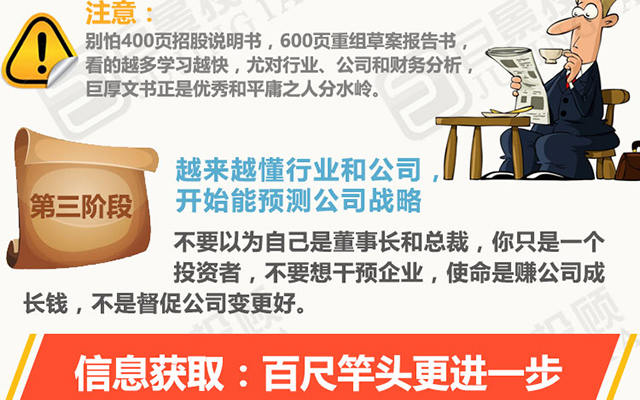 注意：
别怕400页招股说明书，600页重组草案报告书，
看的越多学习越快，尤对行业、公司和财务分析，
巨厚文书正是优秀和平庸之人分水岭。
第三阶段
越来越懂行业和公司，
开始能预测公司战略
不要以为自己是董事长和总裁，你只是一个
投资者，不要想干预企业，使命是赚公司成
长钱，不是督促公司变更好。
信息获取：百尺竿头更进一步